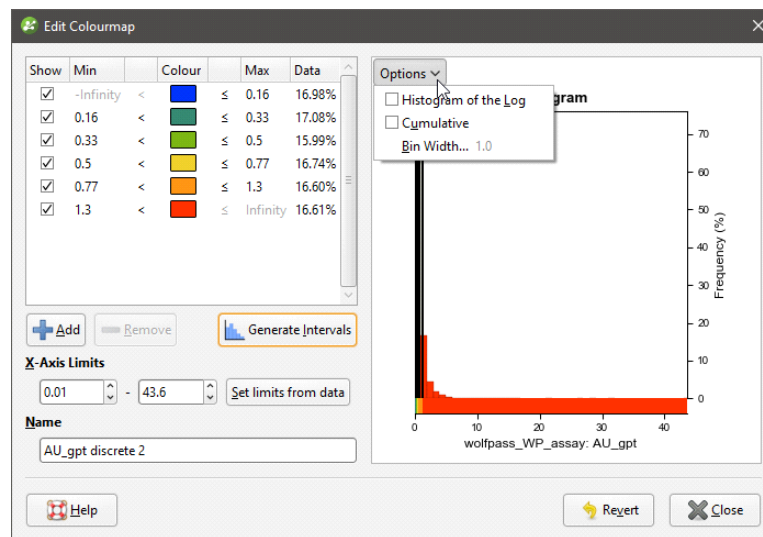 Edit Colourmap
Show Min Colour Max Data
-Infinity < ≤ 0.16 16.98%
0.16 < ≤ 0.33 17.08%
0.33 < ≤ 0.5 15.99%
0.5 < ≤ 0.77 16.74%
0.77 < ≤ 1.3 16.60%
1.3 < ≤ Infinity 16.61%
Add Remove Generate Intervals
X-Axis Limits
0.01 - 43.6 Set limits from data
Name
AU_gpt discrete 2
Options
gram
Histogram of the Log
Cumulative
Bin Width... 1.0
70
60
50
40
30
20
10
0
Frequency (%)
0 10 20 30 40
wolfpass_WP_assay: AU_gpt
Help Revert Close